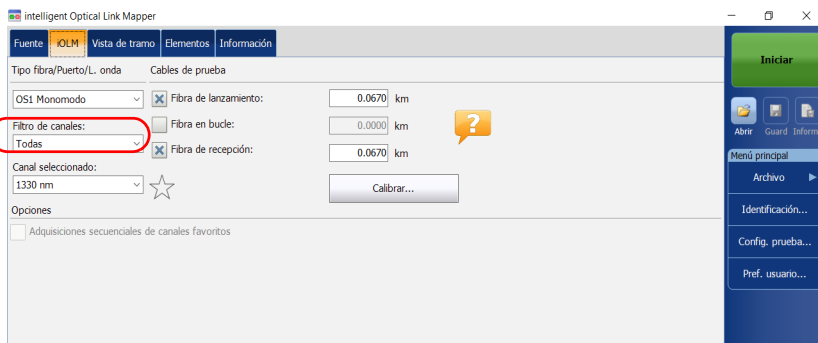 intelligent Optical Link Mapper
Fuente iOLM Vista de tramo Elementos Información
Tipo fibra/Puerto/L. onda Cables de prueba
OS1 Monomodo
Fibra de lanzamiento: 0.0670 km
Filtro de canales:
Fibra en bucle: 0.0000 km
Todas
Fibra de recepción: 0.0670 km
Canal seleccionado:
1330 nm
Calibrar...
Opciones
Adquisiciones secuenciales de canales favoritos
?
Iniciar
Abrir Guard Inform
Menú principal
Archivo
Identificación...
Config. prueba...
Pref. usuario...